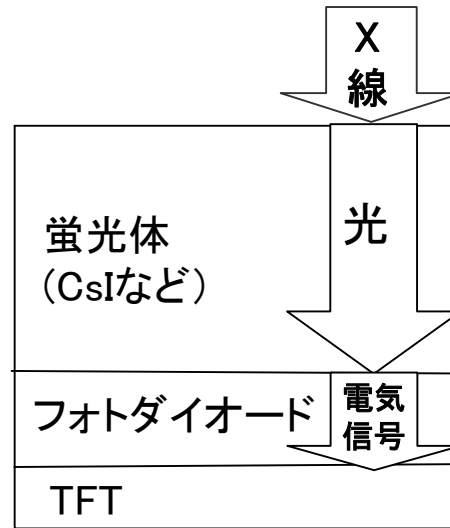 X
線
蛍光体
（CsIなど）
光
フォトダイオード
電気
信号
TFT